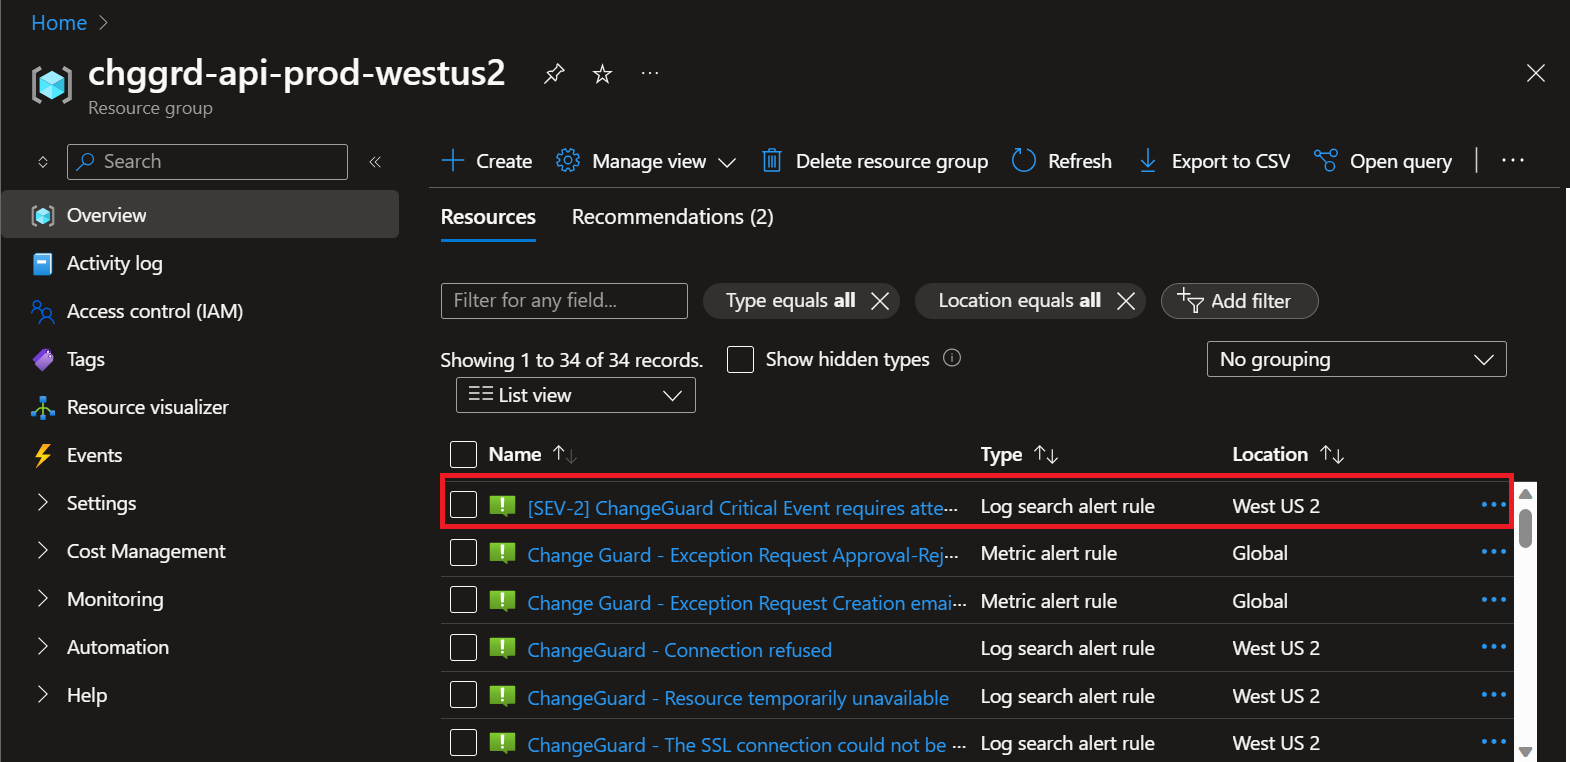 Home
chggrd-api-prod-westus2
Resource group
Search
Create
Manage view
Delete resource group
Refresh
Export to CSV
Open query
Overview
Activity log
Access control (IAM)
Tags
Resource visualizer
Events
Settings
Cost Management
Monitoring
Automation
Help
Resources
Recommendations (2)
Filter for any field...
Type equals all
Location equals all
Add filter
Showing 1 to 34 of 34 records.
Show hidden types
No grouping
List view
Name Type Location
[SEV-2] ChangeGuard Critical Event requires atte... Log search alert rule West US 2
Change Guard - Exception Request Approval-Rej... Metric alert rule Global
Change Guard - Exception Request Creation emai... Metric alert rule Global
ChangeGuard - Connection refused Log search alert rule West US 2
ChangeGuard - Resource temporarily unavailable Log search alert rule West US 2
ChangeGuard - The SSL connection could not be ... Log search alert rule West US 2